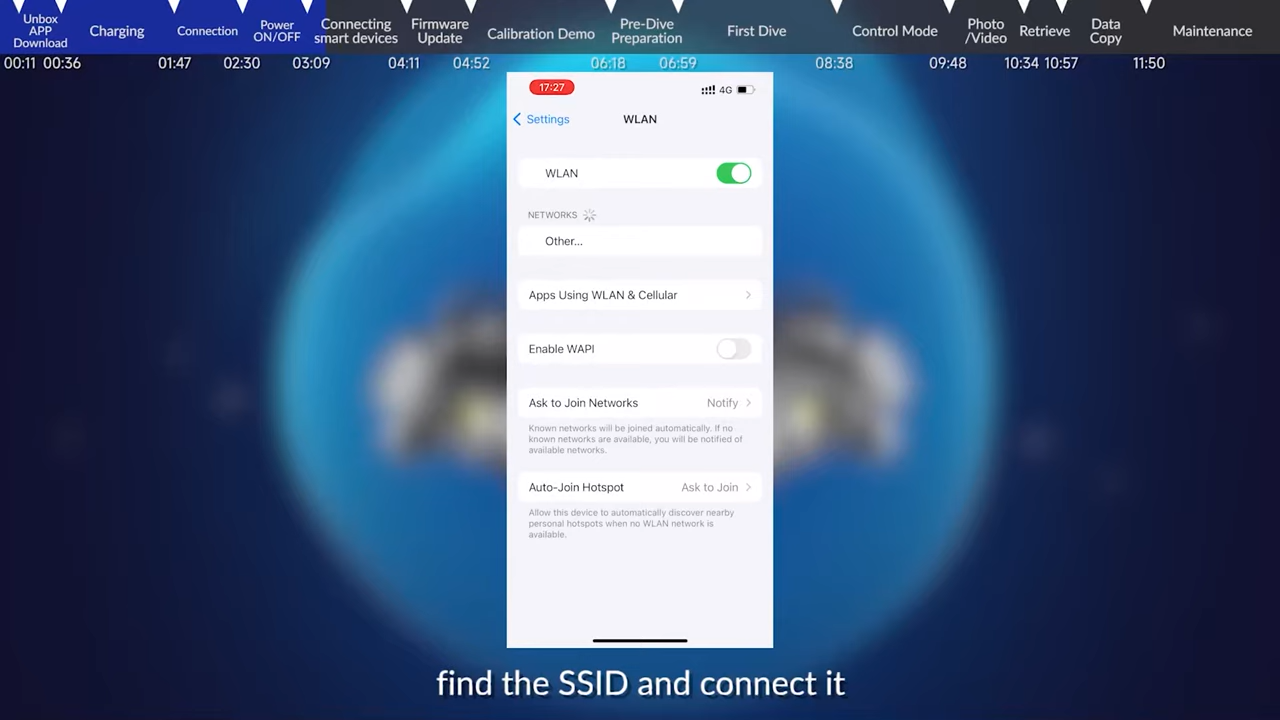 Unbox
APP
Download
Charging
Connection
Power
ON/OFF
Connecting
smart devices
Firmware
Update
Calibration Demo
Pre-Dive
Preparation
First Dive
Control Mode
Photo
/Video
Retrieve
Data
Copy
Maintenance
00:11 00:36 01:47 02:30 03:09 04:11 04:52 06:18 06:59 08:38 09:48 10:34 10:57 11:50
17:27 4G
Settings WLAN
WLAN
NETWORKS
Other...
Apps Using WLAN & Cellular
Enable WAPI
Ask to Join Networks Notify
Known networks will be joined automatically. If no
known networks are available, you will be notified of
available networks.
Auto-Join Hotspot Ask to Join
Allow this device to automatically discover nearby
personal hotspots when no WLAN network is
available.
find the SSID and connect it